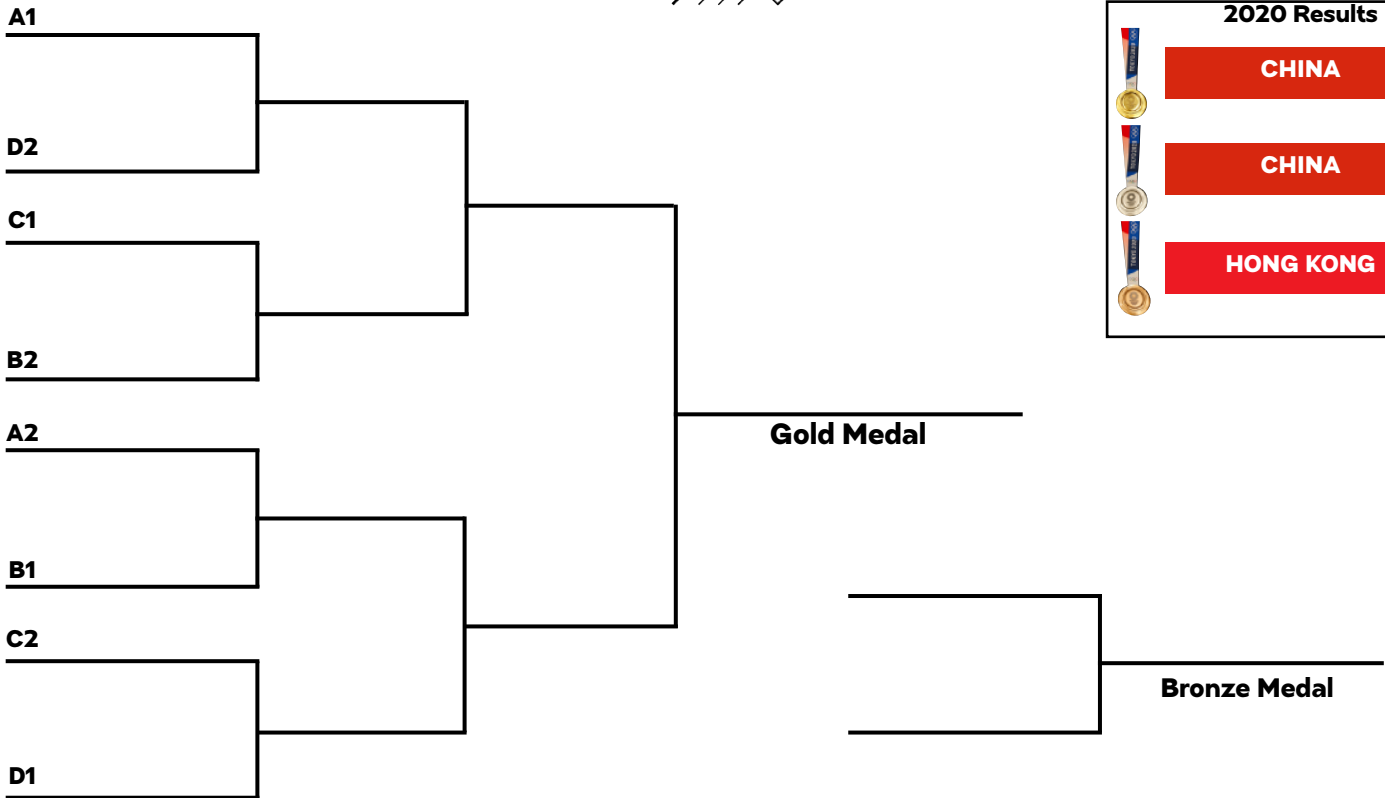 A1
2020 Results
CHINA
D2
CHINA
C1
HONG KONG
B2
A2
Gold Medal
B1
C2
Bronze Medal
D1